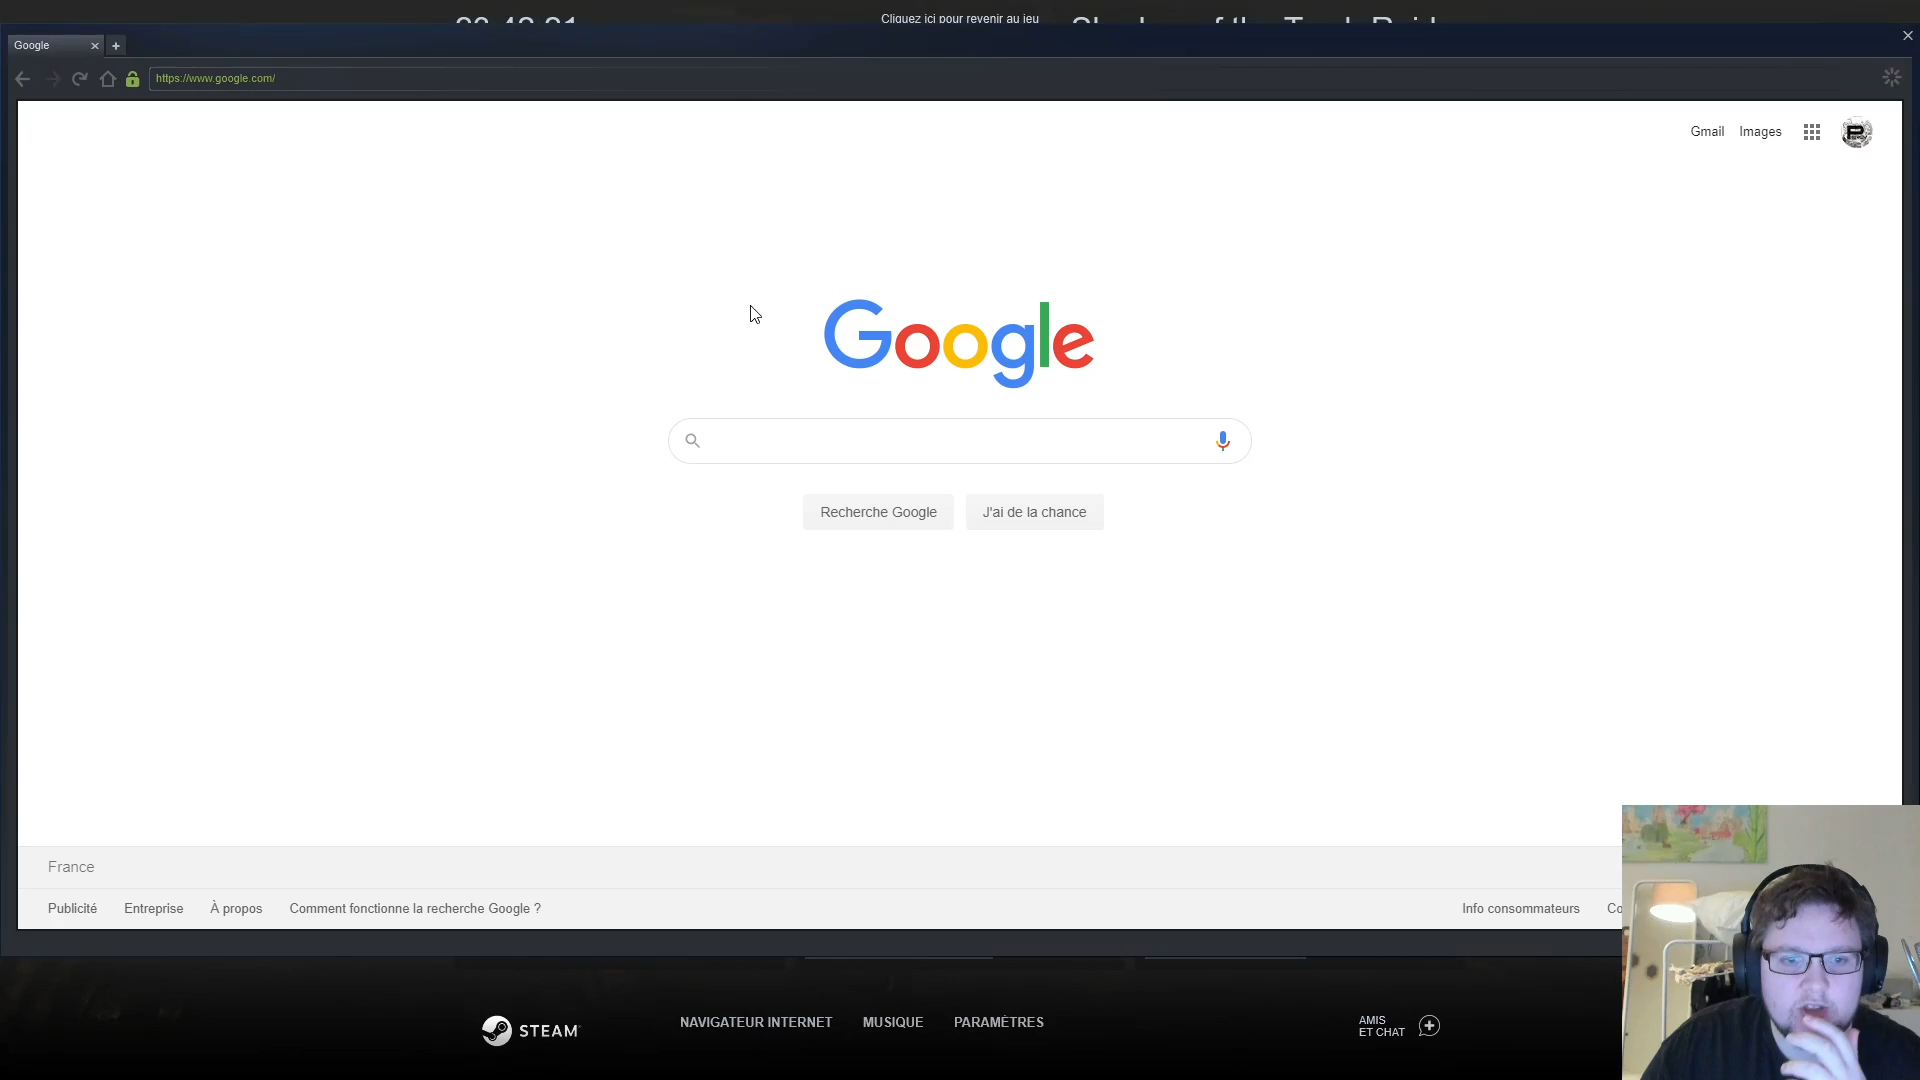 Cliquez ici pour revenir au jeu
Google
https://www.google.com/
Gmail
Images
Google
Recherche Google
J'ai de la chance
France
Publicité
Entreprise
À propos
Comment fonctionne la recherche Google ?
Info consommateurs
STEAM
NAVIGATEUR INTERNET
MUSIQUE
PARAMÈTRES
AMIS
ET CHAT